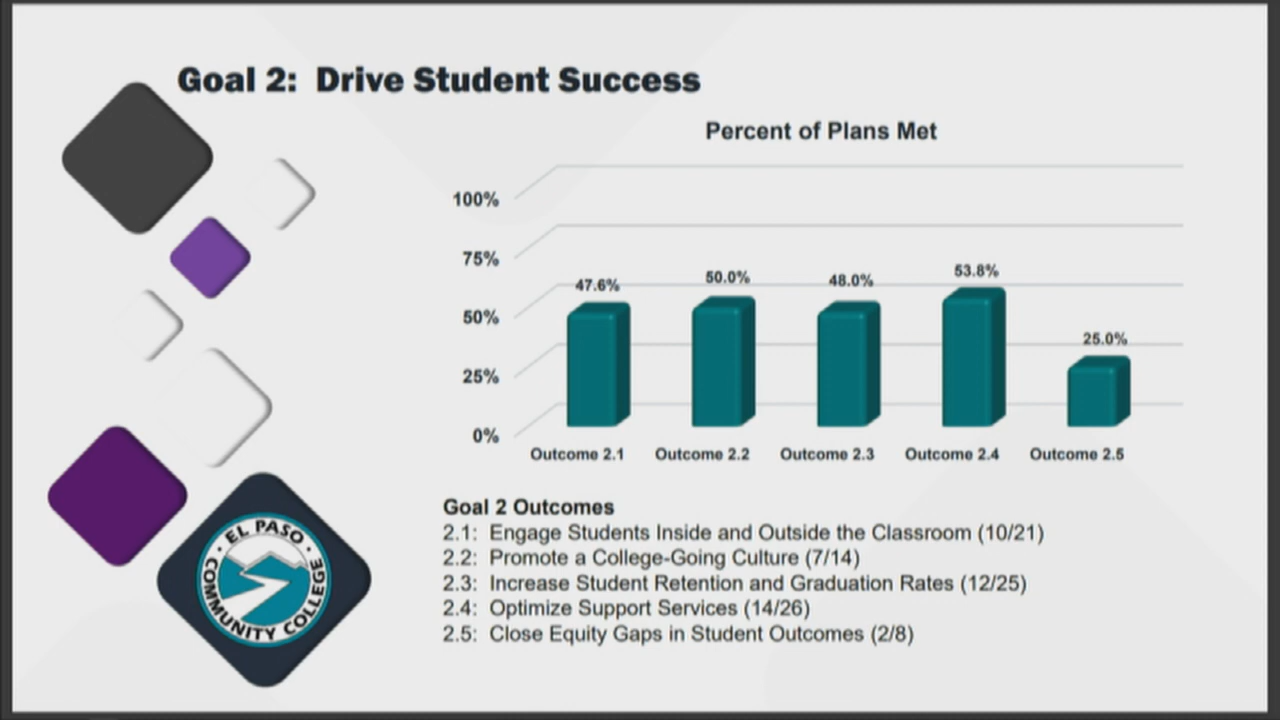 Goal 2: Drive Student Success
Percent of Plans Met
100%
75%
50%
25%
0%
47.6%
50.0%
48.0%
53.8%
25.0%
Outcome 2.1
Outcome 2.2
Outcome 2.3
Outcome 2.4
Outcome 2.5
Goal 2 Outcomes
2.1: Engage Students Inside and Outside the Classroom (10/21)
2.2: Promote a College-Going Culture (7/14)
2.3: Increase Student Retention and Graduation Rates (12/25)
2.4: Optimize Support Services (14/26)
2.5: Close Equity Gaps in Student Outcomes (2/8)
· EL PASO ·
COMMUNITY COLLEGE